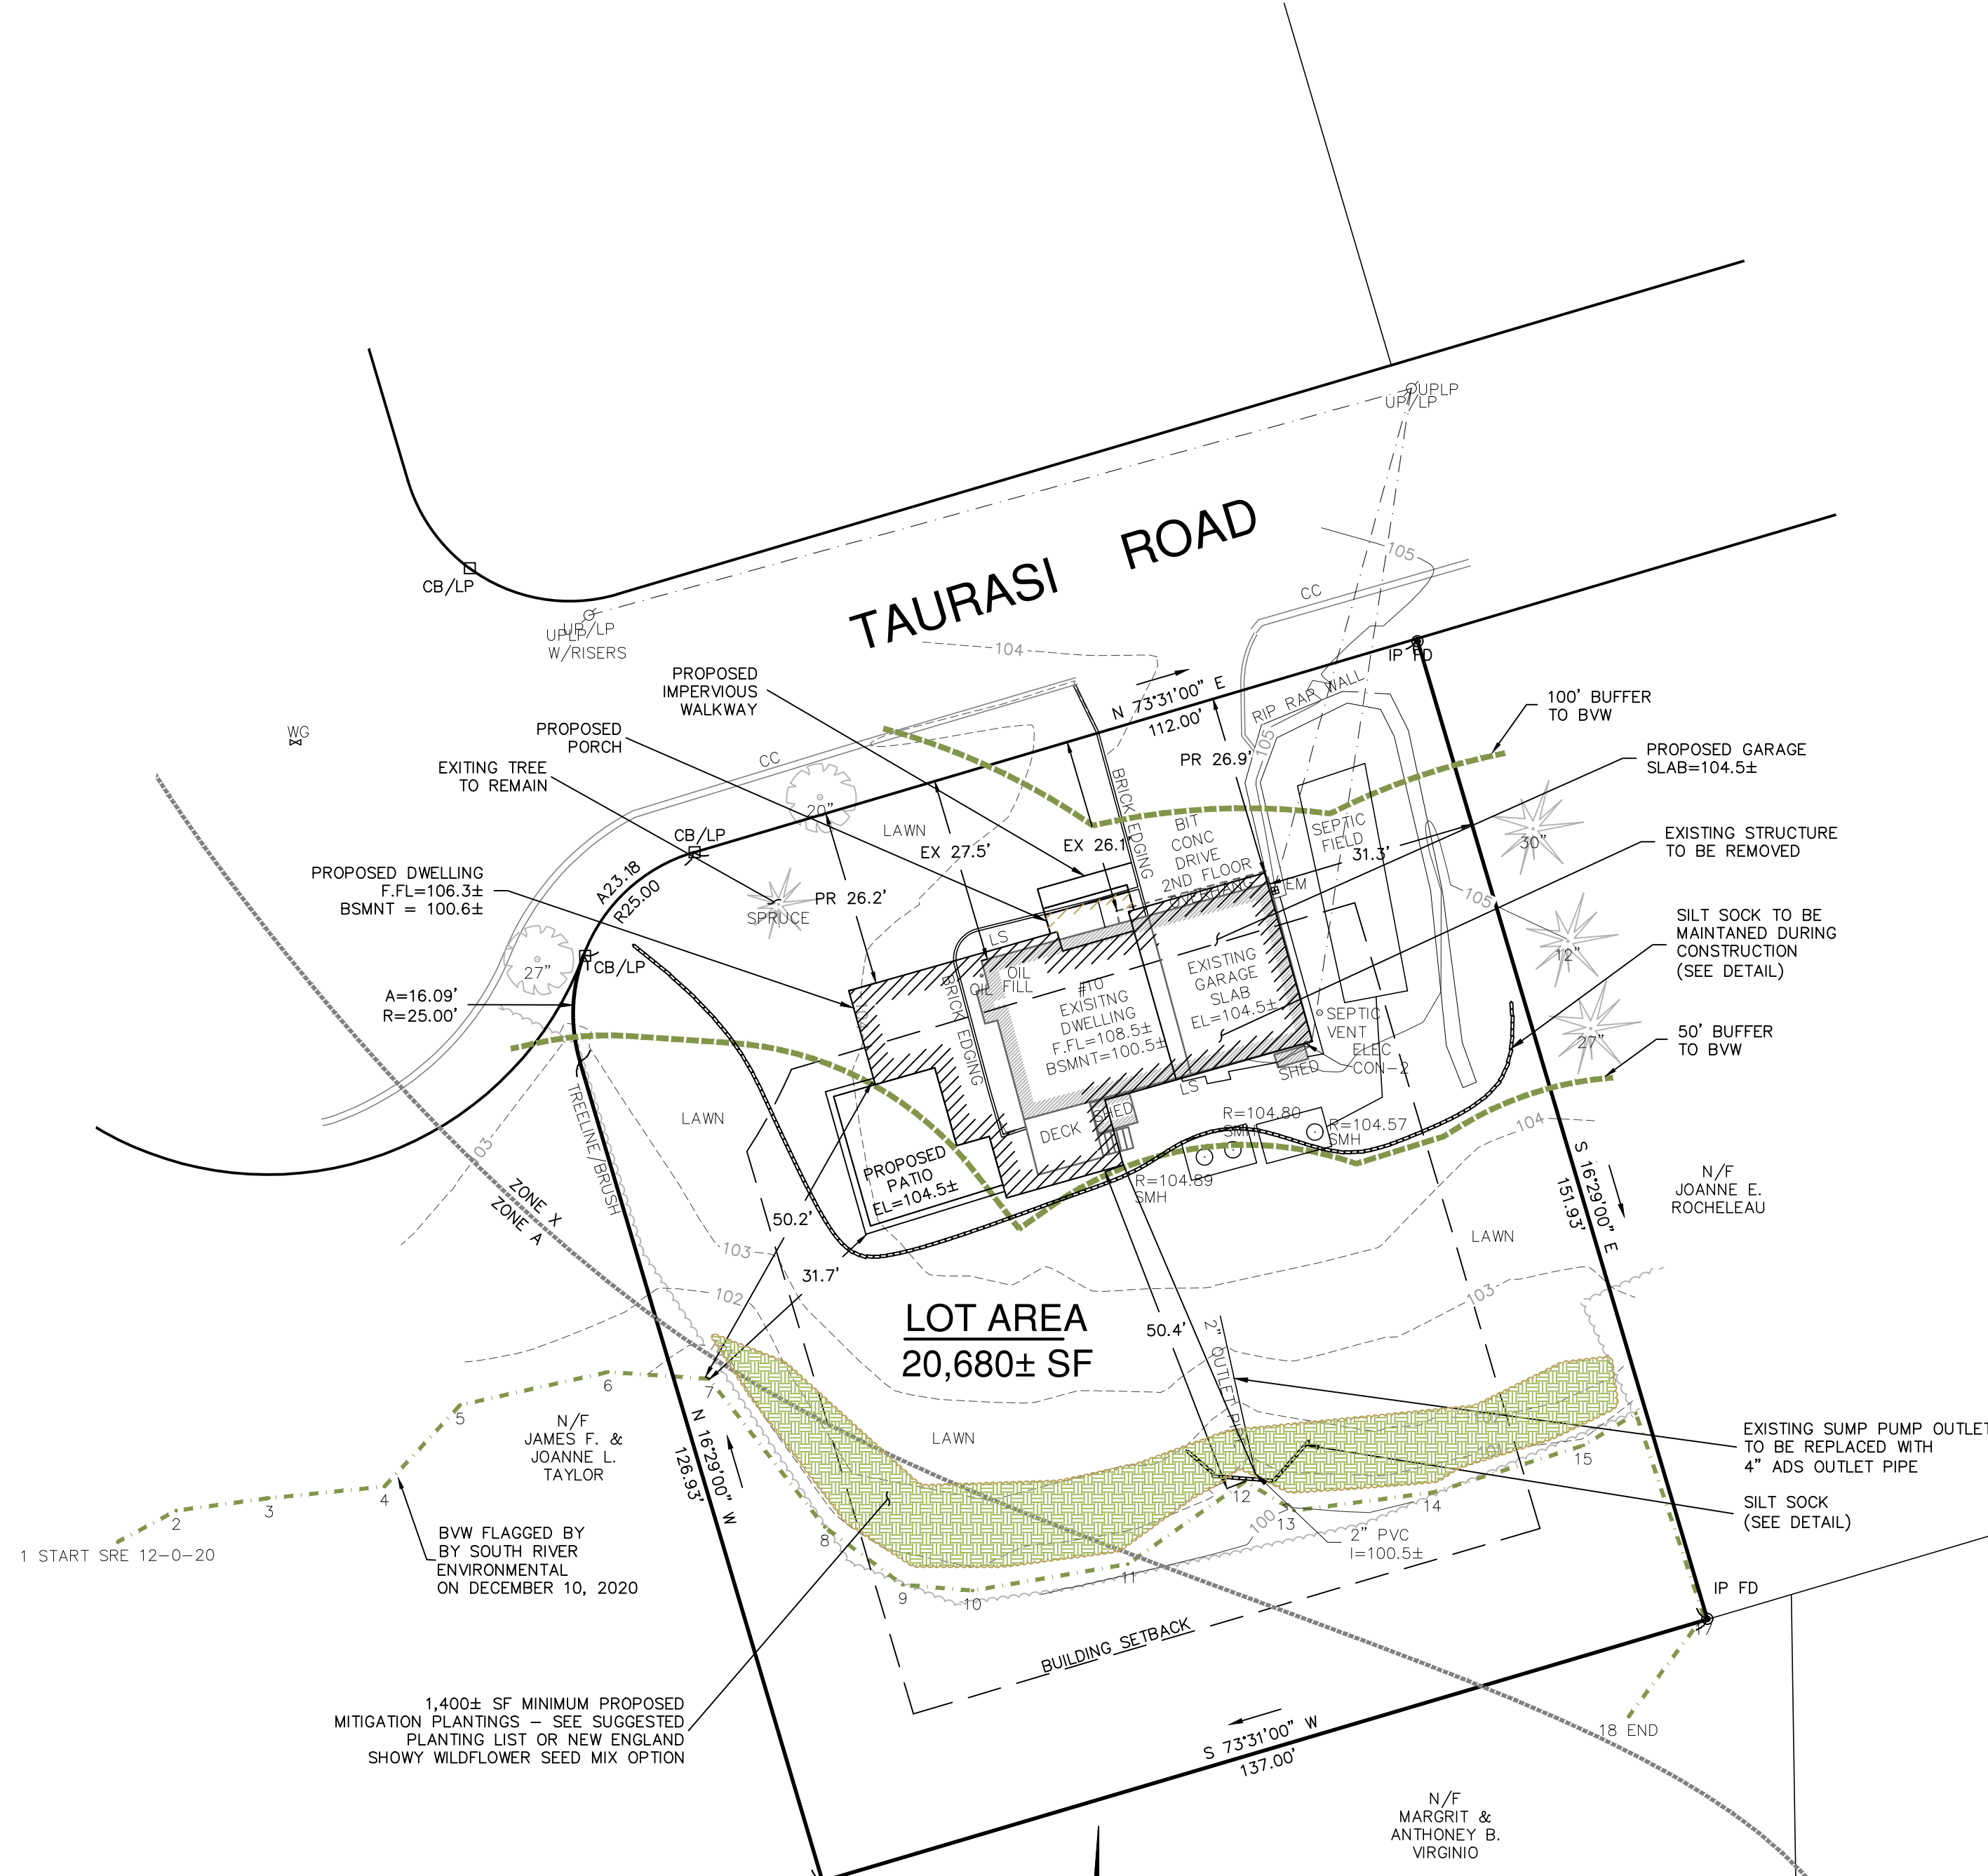 UPLP
UP/LP
TAURASI ROAD
105
CC
CB/LP
UP/LP
UPLP
W/RISERS
104
IP FD
N 73°31'00" E
112.00'
RIP RAP WALL
105
PROPOSED
IMPERVIOUS
WALKWAY
100' BUFFER
TO BVW
WG
PROPOSED
PORCH
PROPOSED GARAGE
SLAB=104.5±
CC
PR 26.9'
EXITING TREE
TO REMAIN
BRICK EDGING
20"
CB/LP
LAWN
EX 27.5'
EX 26.1'
BIT
CONC
DRIVE
2ND FLOOR
OVERHANG
SEPTIC
FIELD
31.3'
30"
EXISTING STRUCTURE
TO BE REMOVED
A23.18
R25.00
PROPOSED DWELLING
F.FL=106.3±
BSMNT = 100.6±
PR 26.2'
SPRUCE
EM
105
SILT SOCK TO BE
MAINTANED DURING
CONSTRUCTION
(SEE DETAIL)
12"
LS
CB/LP
27"
OIL
OIL
FILL
BRICK EDGING
#10
EXISITNG
DWELLING
F.FL=108.5±
BSMNT=100.5±
EXISTING
GARAGE
SLAB
EL=104.5±
A=16.09'
R=25.00'
SEPTIC
VENT
ELEC
CON-2
27"
50' BUFFER
TO BVW
SHED
LS
TREELINE/BRUSH
LAWN
SHED
DECK
R=104.80
SMH
R=104.57
SMH
104
103
PROPOSED
PATIO
EL=104.5±
R=104.89
SMH
S 16°29'00" E
151.93'
N/F
JOANNE E.
ROCHELEAU
ZONE X
ZONE A
50.2'
LAWN
103
31.7'
102
103
LOT AREA
20,680± SF
50.4'
2" OUTLET
6
7
5
N/F
JAMES F. &
JOANNE L.
TAYLOR
N 16°29'00" W
126.93'
LAWN
101
EXISTING SUMP PUMP OUTLET
TO BE REPLACED WITH
4" ADS OUTLET PIPE
15
4
3
2
12
14
13
SILT SOCK
(SEE DETAIL)
1 START SRE 12-0-20
BVW FLAGGED BY
BY SOUTH RIVER
ENVIRONMENTAL
ON DECEMBER 10, 2020
8
100
2" PVC
I=100.5±
11
9
10
IP FD
17
BUILDING SETBACK
1,400± SF MINIMUM PROPOSED
MITIGATION PLANTINGS – SEE SUGGESTED
PLANTING LIST OR NEW ENGLAND
SHOWY WILDFLOWER SEED MIX OPTION
18 END
S 73°31'00" W
137.00'
N/F
MARGRIT &
ANTHONEY B.
VIRGINIO